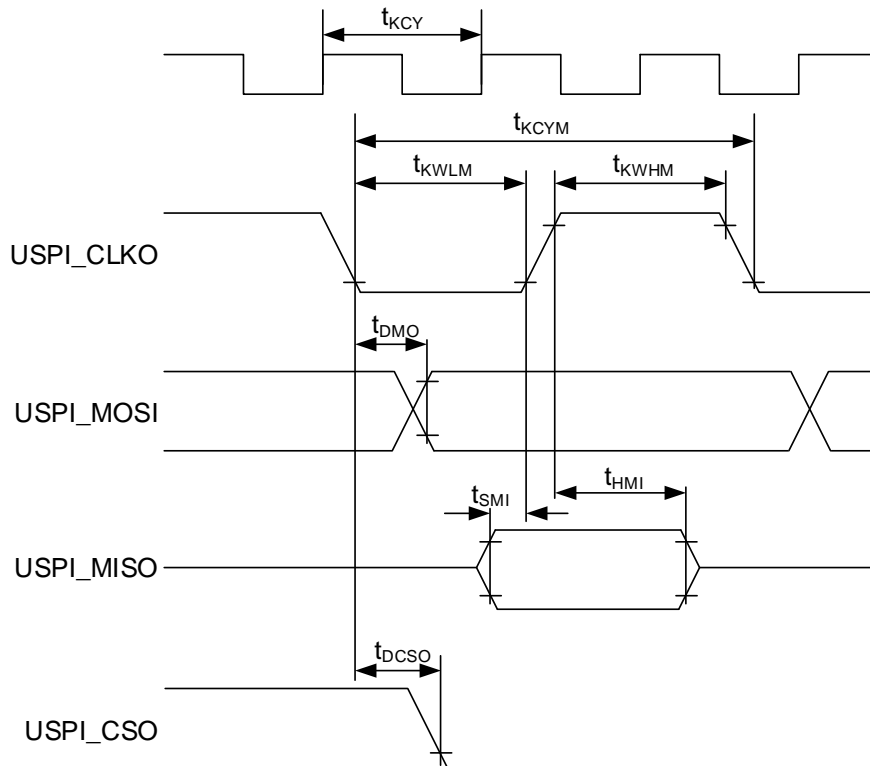 tKCY
tKCYM
tKWLM
tKWHM
USPI_CLKO
tDMO
USPI_MOSI
tHMI
tSMI
USPI_MISO
tDCSO
USPI_CSO